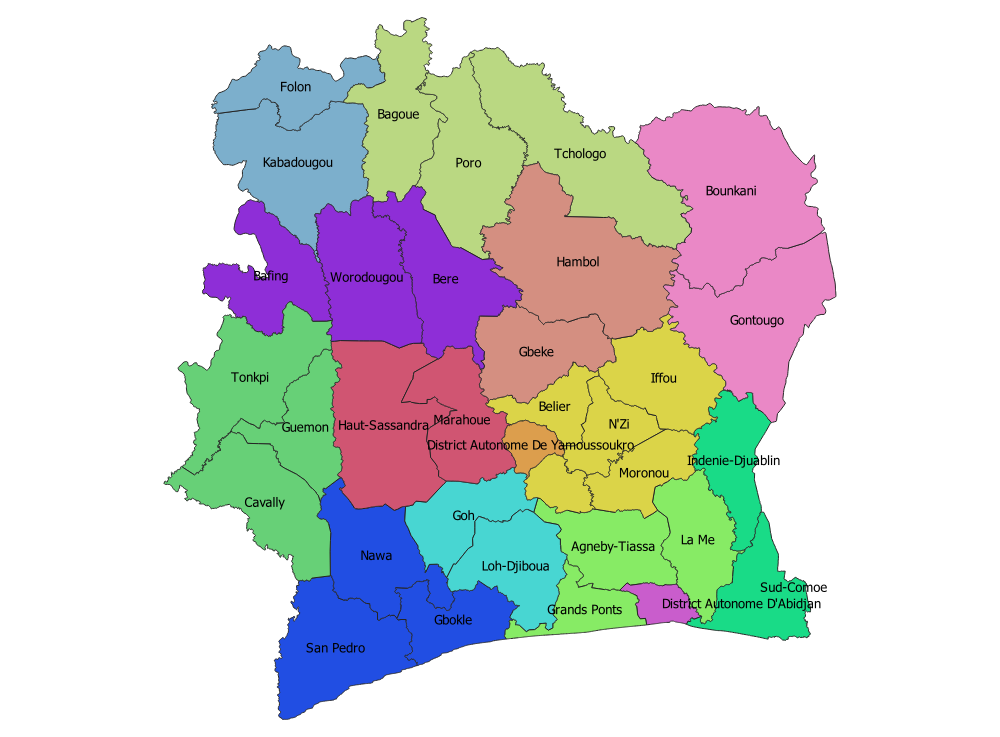 Folon
Bagoue
Kabadougou
Poro
Tchologo
Bounkani
Bafing
Worodougou
Bere
Hambol
Gontougo
Gbeke
Tonkpi
Iffou
Belier
Guemon
Haut-Sassandra
Marahoue
N'Zi
District Autonome De Yamoussoukro
Indenie-Djuablin
Moronou
Cavally
Goh
Nawa
Agneby-Tiassa
La Me
Loh-Djiboua
Sud-Comoe
Grands Ponts
District Autonome D'Abidjan
Gbokle
San Pedro